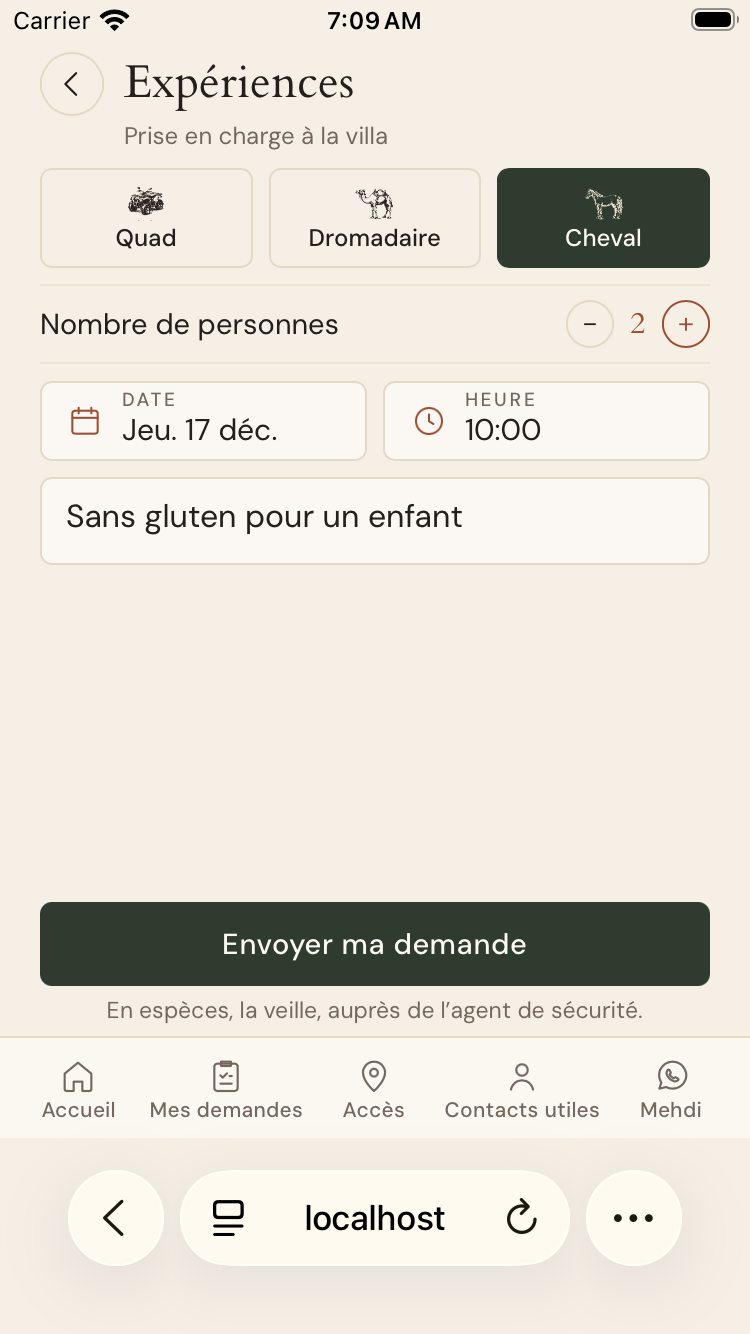 Carrier 7:09 AM
Expériences
Prise en charge à la villa
Quad Dromadaire Cheval
Nombre de personnes − 2 +
DATE HEURE
Jeu. 17 déc. 10:00
Sans gluten pour un enfant
Envoyer ma demande
En espèces, la veille, auprès de l’agent de sécurité.
Accueil Mes demandes Accès Contacts utiles Mehdi
localhost